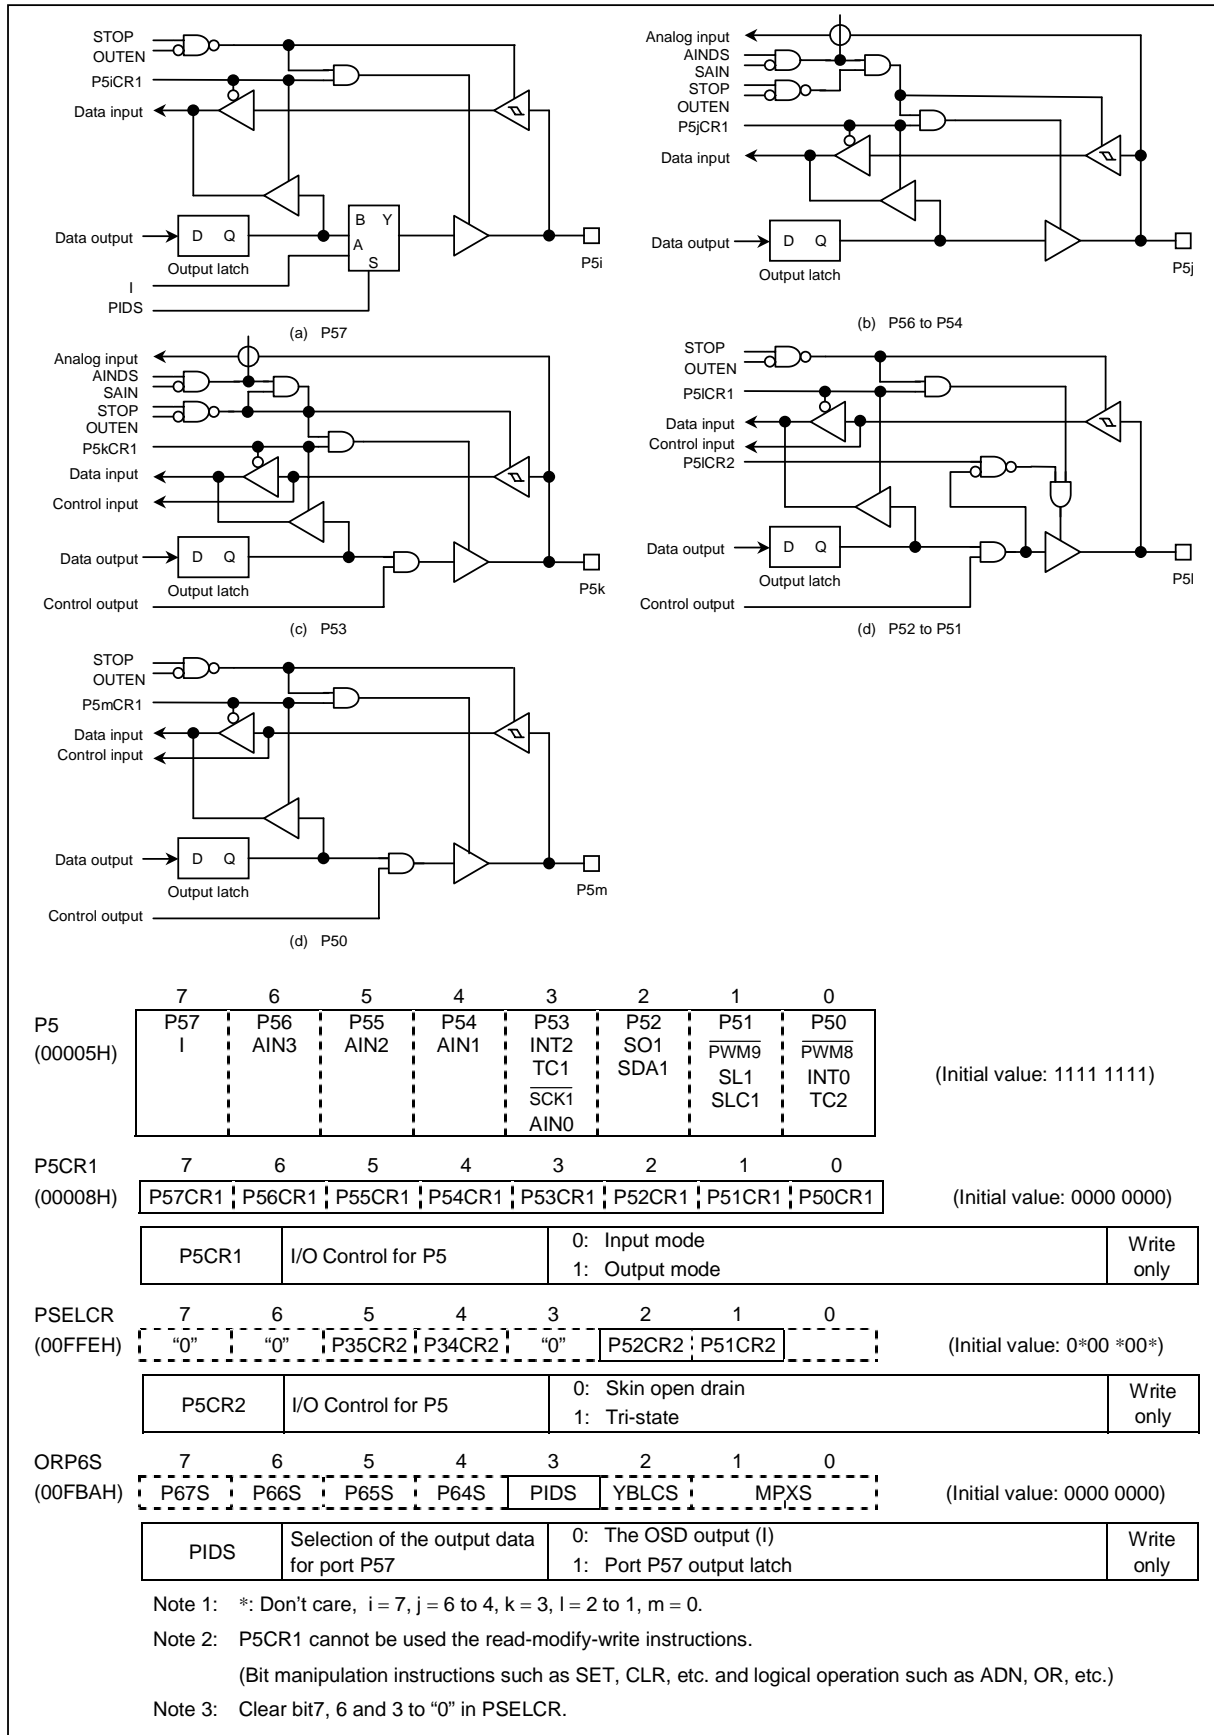 STOP
OUTEN
P5iCR1
Data input
Data output
D Q
Output latch
B Y
A
S
I
PIDS
P5i
(a) P57
Analog input
AINDS
SAIN
STOP
OUTEN
P5jCR1
Data input
Data output
D Q
Output latch
P5j
(b) P56 to P54
Analog input
AINDS
SAIN
STOP
OUTEN
P5kCR1
Data input
Control input
Data output
D Q
Output latch
Control output
P5k
(c) P53
STOP
OUTEN
P5lCR1
Data input
Control input
P5lCR2
Data output
D Q
Output latch
Control output
P5l
(d) P52 to P51
STOP
OUTEN
P5mCR1
Data input
Control input
Data output
D Q
Output latch
Control output
P5m
(d) P50
7 6 5 4 3 2 1 0
P5
(00005H)
P57
I
P56
AIN3
P55
AIN2
P54
AIN1
P53
INT2
TC1
SCK1
AIN0
P52
SO1
SDA1
P51
PWM9
SL1
SLC1
P50
PWM8
INT0
TC2
(Initial value: 1111 1111)
P5CR1 7 6 5 4 3 2 1 0
(00008H) P57CR1 P56CR1 P55CR1 P54CR1 P53CR1 P52CR1 P51CR1 P50CR1 (Initial value: 0000 0000)
P5CR1 I/O Control for P5
0: Input mode
1: Output mode
Write
only
PSELCR 7 6 5 4 3 2 1 0
(00FFEH) “0” “0” P35CR2 P34CR2 “0” P52CR2 P51CR2 (Initial value: 0*00 *00*)
P5CR2 I/O Control for P5
0: Skin open drain
1: Tri-state
Write
only
ORP6S 7 6 5 4 3 2 1 0
(00FBAH) P67S P66S P65S P64S PIDS YBLCS MPXS (Initial value: 0000 0000)
PIDS
Selection of the output data
for port P57
0: The OSD output (I)
1: Port P57 output latch
Write
only
Note 1: *: Don’t care, i = 7, j = 6 to 4, k = 3, l = 2 to 1, m = 0.
Note 2: P5CR1 cannot be used the read-modify-write instructions.
(Bit manipulation instructions such as SET, CLR, etc. and logical operation such as ADN, OR, etc.)
Note 3: Clear bit7, 6 and 3 to “0” in PSELCR.